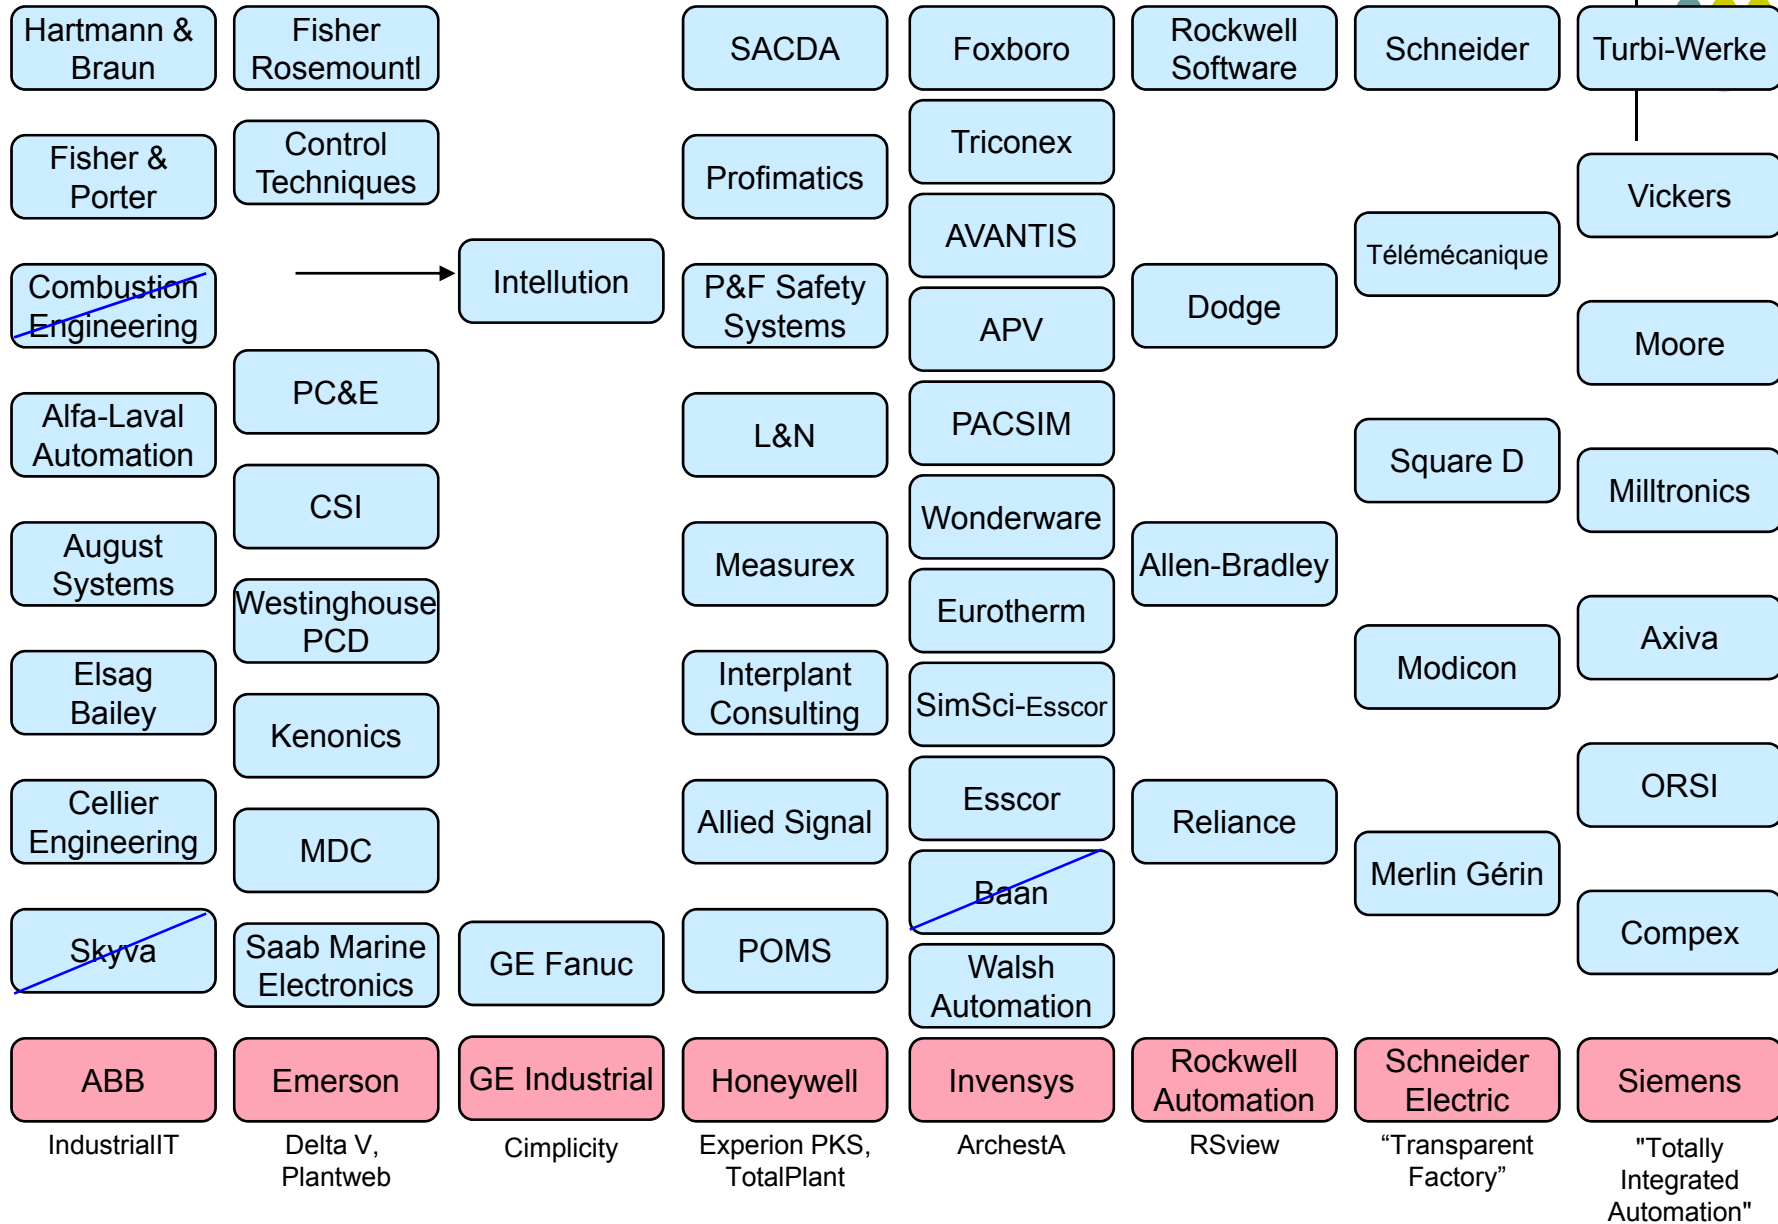 Hartmann &
Braun
Fisher
Rosemountl
SACDA
Foxboro
Rockwell
Software
Schneider
Turbi-Werke
Fisher &
Porter
Control
Techniques
Profimatics
Triconex
Vickers
AVANTIS
Télémécanique
Combustion
Engineering
Intellution
P&F Safety
Systems
APV
Dodge
Moore
PC&E
Alfa-Laval
Automation
L&N
PACSIM
Square D
Milltronics
CSI
Wonderware
August
Systems
Measurex
Allen-Bradley
Eurotherm
Westinghouse
PCD
Axiva
Modicon
Elsag
Bailey
Interplant
Consulting
SimSci-Esscor
Kenonics
ORSI
Cellier
Engineering
Allied Signal
Esscor
Reliance
MDC
Merlin Gérin
Baan
Compex
Skyva
Saab Marine
Electronics
GE Fanuc
POMS
Walsh
Automation
ABB
Emerson
GE Industrial
Honeywell
Invensys
Rockwell
Automation
Schneider
Electric
Siemens
IndustrialIT
Delta V,
Plantweb
Cimplicity
Experion PKS,
TotalPlant
ArchestA
RSview
“Transparent
Factory”
"Totally
Integrated
Automation"